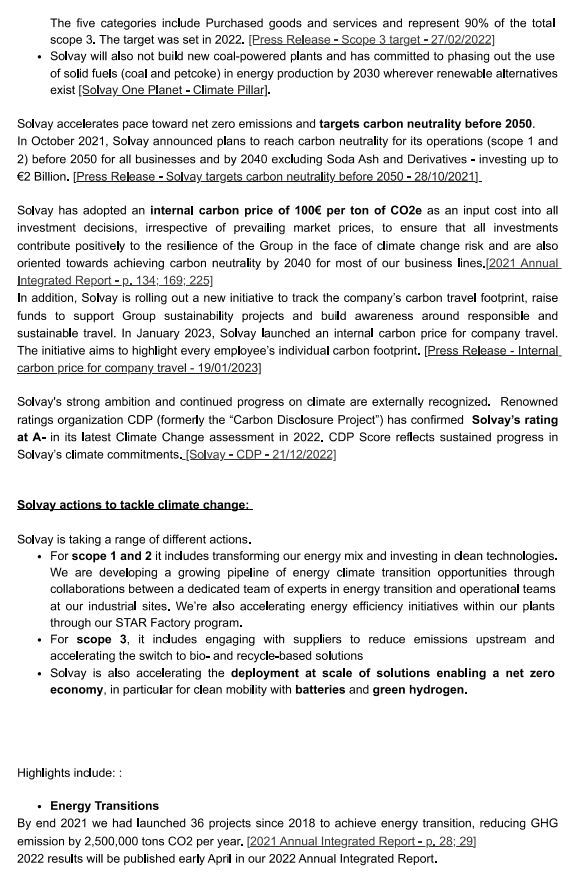 The five categories include Purchased goods and services and represent 90% of the total
scope 3. The target was set in 2022. [Press Release - Scope 3 target - 27/02/2022]
• Solvay will also not build new coal-powered plants and has committed to phasing out the use
of solid fuels (coal and petcoke) in energy production by 2030 wherever renewable alternatives
exist [Solvay One Planet - Climate Pillar].
Solvay accelerates pace toward net zero emissions and targets carbon neutrality before 2050.
In October 2021, Solvay announced plans to reach carbon neutrality for its operations (scope 1 and
2) before 2050 for all businesses and by 2040 excluding Soda Ash and Derivatives - investing up to
€2 Billion. [Press Release - Solvay targets carbon neutrality before 2050 - 28/10/2021]
Solvay has adopted an internal carbon price of 100€ per ton of CO2e as an input cost into all
investment decisions, irrespective of prevailing market prices, to ensure that all investments
contribute positively to the resilience of the Group in the face of climate change risk and are also
oriented towards achieving carbon neutrality by 2040 for most of our business lines.[2021 Annual
Integrated Report - p. 134; 169; 225]
In addition, Solvay is rolling out a new initiative to track the company's carbon travel footprint, raise
funds to support Group sustainability projects and build awareness around responsible and
sustainable travel. In January 2023, Solvay launched an internal carbon price for company travel.
The initiative aims to highlight every employee's individual carbon footprint. [Press Release - Internal
carbon price for company travel - 19/01/2023]
Solvay's strong ambition and continued progress on climate are externally recognized. Renowned
ratings organization CDP (formerly the “Carbon Disclosure Project”) has confirmed Solvay's rating
at A- in its latest Climate Change assessment in 2022. CDP Score reflects sustained progress in
Solvay's climate commitments. [Solvay - CDP - 21/12/2022]
Solvay actions to tackle climate change:
Solvay is taking a range of different actions.
• For scope 1 and 2 it includes transforming our energy mix and investing in clean technologies.
We are developing a growing pipeline of energy climate transition opportunities through
collaborations between a dedicated team of experts in energy transition and operational teams
at our industrial sites. We're also accelerating energy efficiency initiatives within our plants
through our STAR Factory program.
• For scope 3, it includes engaging with suppliers to reduce emissions upstream and
accelerating the switch to bio- and recycle-based solutions
• Solvay is also accelerating the deployment at scale of solutions enabling a net zero
economy, in particular for clean mobility with batteries and green hydrogen.
Highlights include: :
• Energy Transitions
By end 2021 we had launched 36 projects since 2018 to achieve energy transition, reducing GHG
emission by 2,500,000 tons CO2 per year. [2021 Annual Integrated Report - p. 28; 29]
2022 results will be published early April in our 2022 Annual Integrated Report.